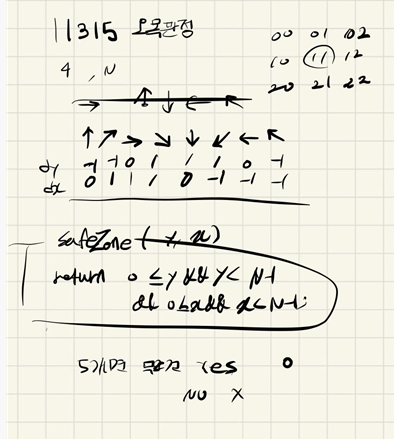 11315 오목판정
00 01 02
10 11 12
20 21 22
4 , N
→ ↑ ↓ ← ↖
↑ ↗ → ↘ ↓ ↙ ← ↖
dy -1 -1 0 1 1 1 0 -1
dx 0 1 1 1 0 -1 -1 -1
safeZone (y, x)
return 0 ≤ y && y < N-1
&& 0 ≤ x && x < N-1;
5개면 무조건 Yes O
NO X